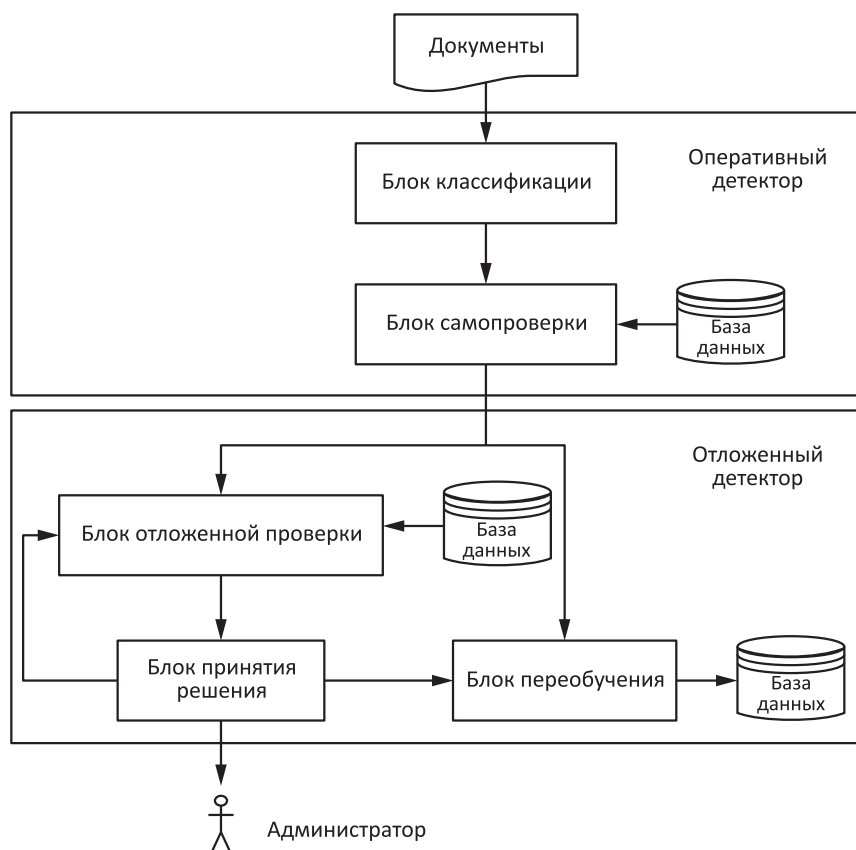 Документы
Оперативный
детектор
Блок классификации
Блок самопроверки
База
данных
Отложенный
детектор
Блок отложенной проверки
База
данных
Блок принятия
решения
Блок переобучения
База
данных
Администратор